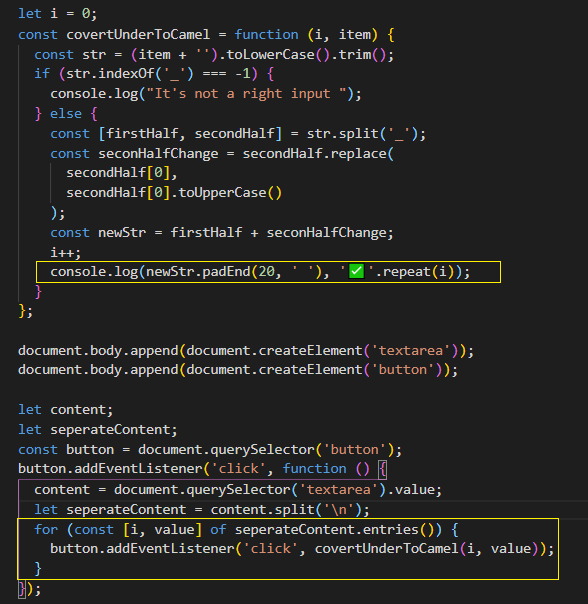 let i = 0;
const covertUnderToCamel = function (i, item) {
  const str = (item + '').toLowerCase().trim();
  if (str.indexOf('_') === -1) {
    console.log("It's not a right input ");
  } else {
    const [firstHalf, secondHalf] = str.split('_');
    const seconHalfChange = secondHalf.replace(
      secondHalf[0],
      secondHalf[0].toUpperCase()
    );
    const newStr = firstHalf + seconHalfChange;
    i++;
    console.log(newStr.padEnd(20, ' '), '✅'.repeat(i));
  }
};

document.body.append(document.createElement('textarea'));
document.body.append(document.createElement('button'));

let content;
let seperateContent;
const button = document.querySelector('button');
button.addEventListener('click', function () {
  content = document.querySelector('textarea').value;
  let seperateContent = content.split('\n');
  for (const [i, value] of seperateContent.entries()) {
    button.addEventListener('click', covertUnderToCamel(i, value));
  }
});